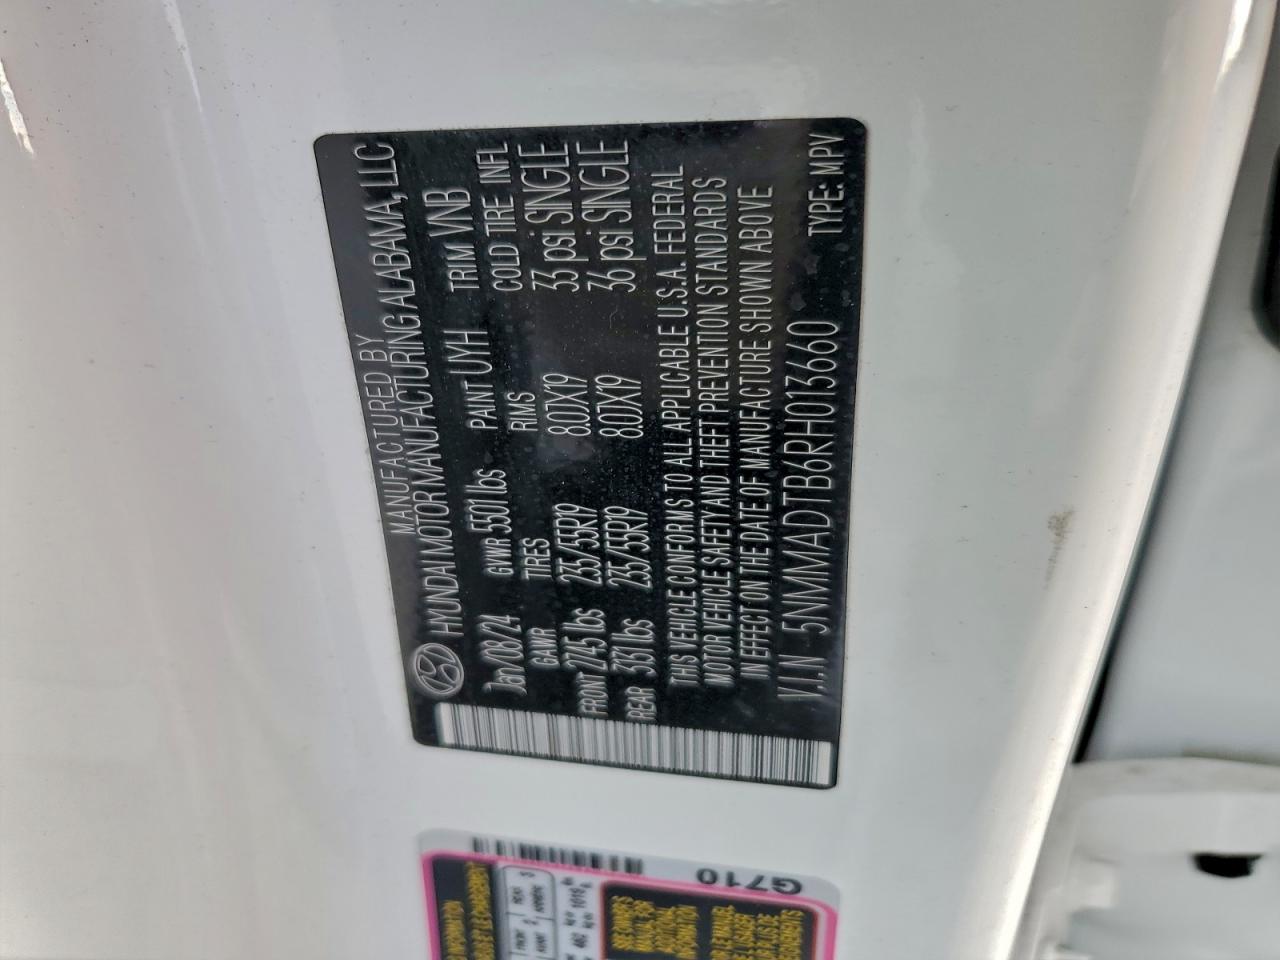 MANUFACTURED BY
HYUNDAI MOTOR MANUFACTURING ALABAMA, LLC
Jan/08/24 GVWR 5501 lbs PAINT UYH TRIM VNB
GAWR TIRES RIMS COLD TIRE INFL
FRONT 2745 lbs 235/55R19 8.0JX19 35 psi SINGLE
REAR 3631 lbs 235/55R19 8.0JX19 36 psi SINGLE
THIS VEHICLE CONFORMS TO ALL APPLICABLE U.S.A. FEDERAL
MOTOR VEHICLE SAFETY AND THEFT PREVENTION STANDARDS
IN EFFECT ON THE DATE OF MANUFACTURE SHOWN ABOVE
V.I.N 5NMMADTB6RH013660 TYPE: MPV
G710